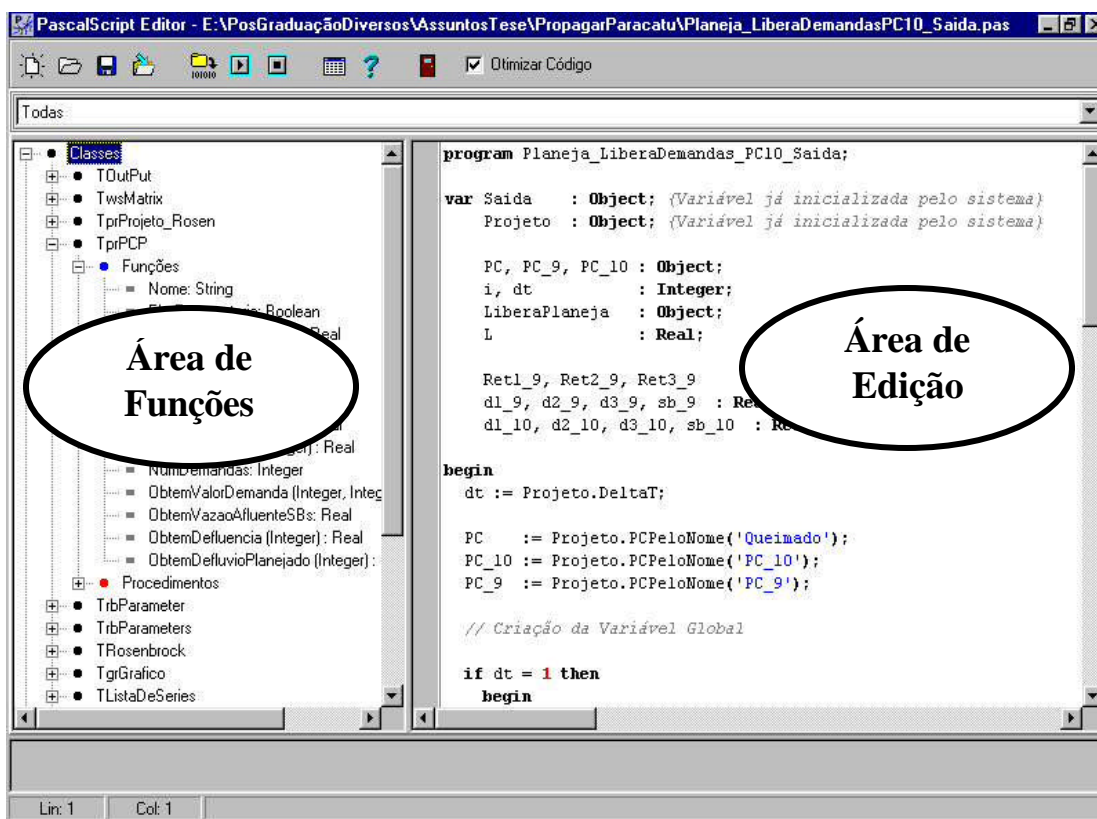 PascalScript Editor - E:\PosGraduaçãoDiversos\AssuntosTese\PropagarParacatu\Planeja_LiberaDemandasPC10_Saida.pas
Otimizar Código
Todas
Classes
TOutPut
TwsMatrix
TprProjeto_Rosen
TprPCP
Funções
Nome: String
Boolean
Real
Área de
Funções
: Real
NumDemandas: Integer
ObtemValorDemanda (Integer, Integ
ObtemVazaoAfluenteSBs: Real
ObtemDefluencia (Integer) : Real
ObtemDefluvioPlanejado (Integer) :
Procedimentos
TrbParameter
TrbParameters
TRosenbrock
TgrGrafico
TListaDeSeries
program Planeja_LiberaDemandas_PC10_Saida;
var Saida : Object; {Variável já inicializada pelo sistema}
Projeto : Object; {Variável já inicializada pelo sistema}
PC, PC_9, PC_10 : Object;
i, dt : Integer;
LiberaPlaneja : Object;
L : Real;
Ret1_9, Ret2_9, Ret3_9
d1_9, d2_9, d3_9, sb_9 : Re
d1_10, d2_10, d3_10, sb_10 : R
Área de
Edição
begin
dt := Projeto.DeltaT;
PC := Projeto.PCPeloNome('Queimado');
PC_10 := Projeto.PCPeloNome('PC_10');
PC_9 := Projeto.PCPeloNome('PC_9');
// Criação da Variável Global
if dt = 1 then
begin
Lin: 1 Col: 1